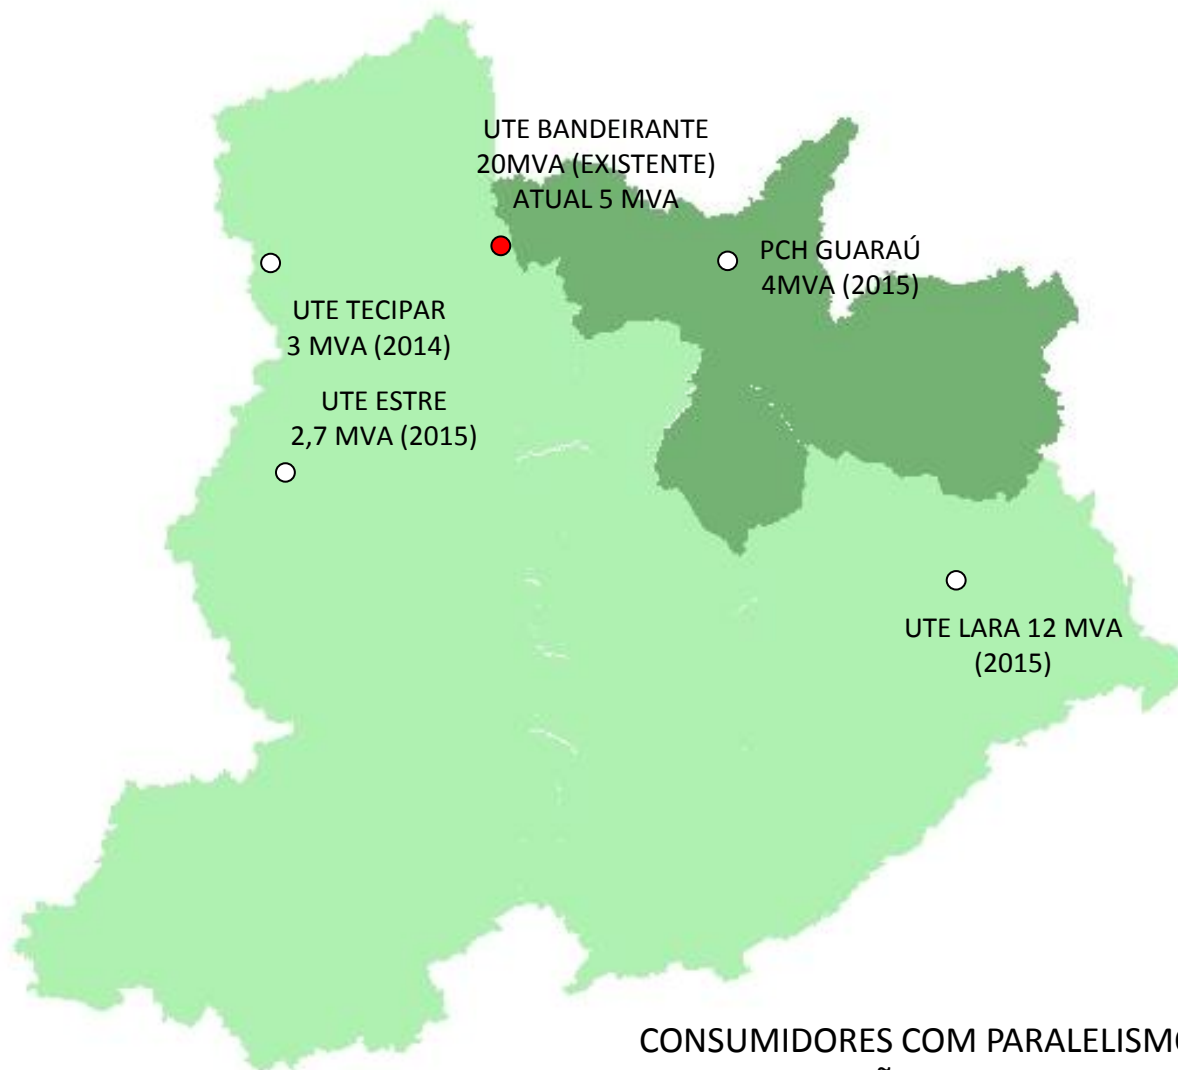 UTE BANDEIRANTE
20MVA (EXISTENTE)
ATUAL 5 MVA
PCH GUARAÚ
4MVA (2015)
UTE TECIPAR
3 MVA (2014)
UTE ESTRE
2,7 MVA (2015)
UTE LARA 12 MVA
(2015)
CONSUMIDORES COM PARALELISMO